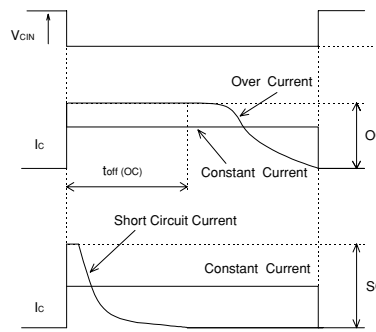 VCIN
Over Current
O
IC
Constant Current
toff (OC)
Short Circuit Current
Constant Current
S
IC